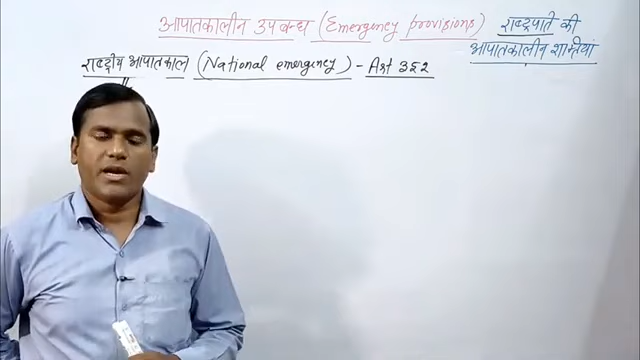 आपातकालीन उपबन्ध (Emergency provisions)
राष्ट्रपति की
आपातकालीन शक्तियां
राष्ट्रीय आपातकाल (National emergency) - Art 352